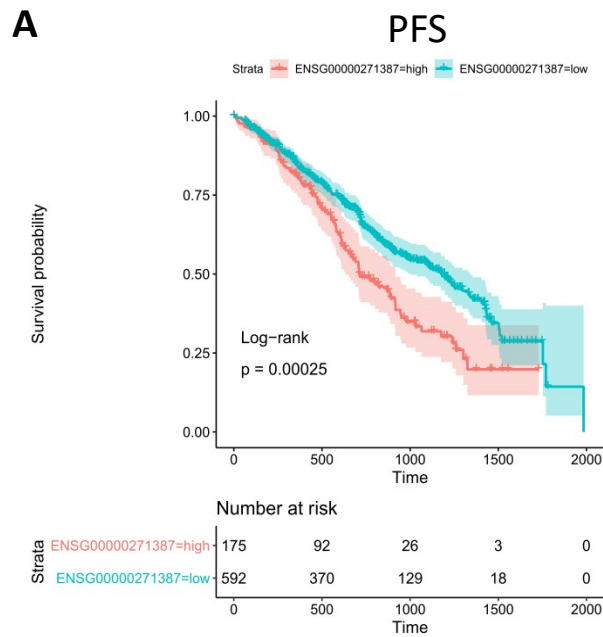 A
PFS
Strata ENSG00000271387=high ENSG00000271387=low
Survival probability
1.00
0.75
0.50
0.25
0.00
Log-rank
p = 0.00025
0 500 1000 1500 2000
Time
Number at risk
Strata
ENSG00000271387=high 175 92 26 3 0
ENSG00000271387=low 592 370 129 18 0
0 500 1000 1500 2000
Time